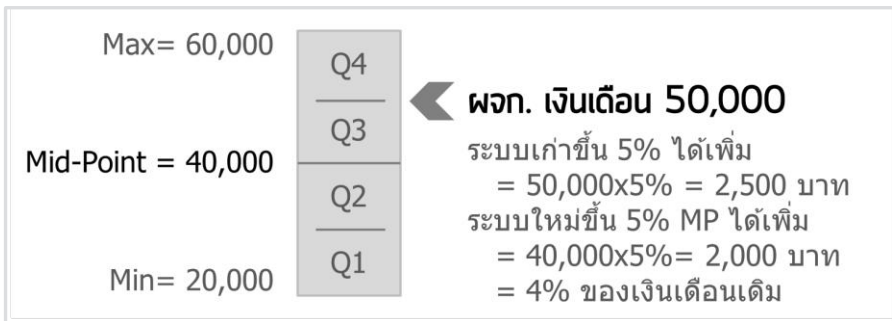 Max= 60,000
Mid-Point = 40,000
Min= 20,000
Q4
Q3
Q2
Q1
ผจก. เงินเดือน 50,000
ระบบเก่าขึ้น 5% ได้เพิ่ม
= 50,000x5% = 2,500 บาท
ระบบใหม่ขึ้น 5% MP ได้เพิ่ม
= 40,000x5%= 2,000 บาท
= 4% ของเงินเดือนเดิม